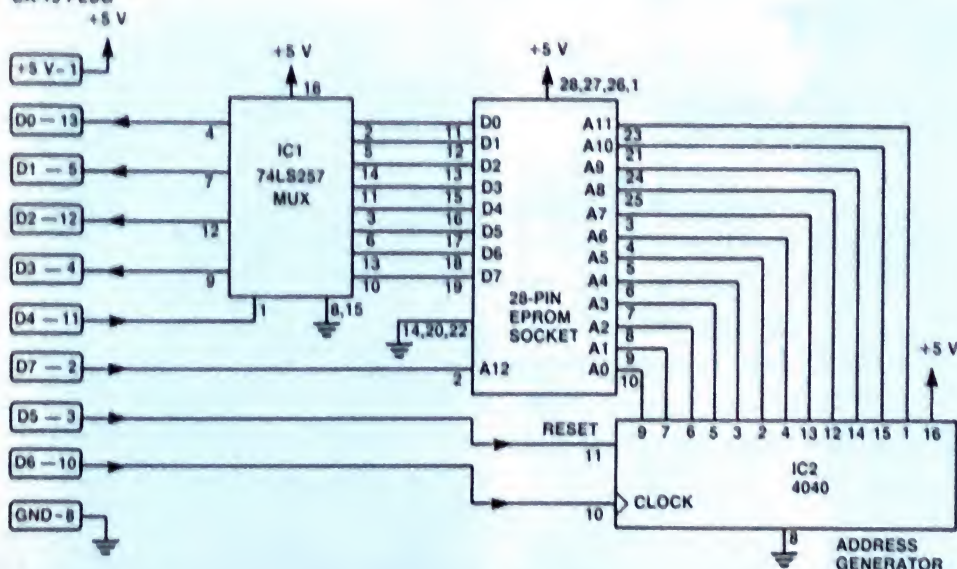 +5 V
+5 V - 1
D0 — 13
D1 — 5
D2 — 12
D3 — 4
D4 — 11
D7 — 2
D5 — 3
D6 — 10
GND - 8
+5 V
16
4
7
12
9
IC1
74LS257
MUX
2
5
14
11
3
6
13
10
1
8,15
+5 V
28,27,26,1
11
12
13
15
16
17
18
19
D0
D1
D2
D3
D4
D5
D6
D7
28-PIN
EPROM
SOCKET
14,20,22
2
A12
A11
A10
A9
A8
A7
A6
A5
A4
A3
A2
A1
A0
23
21
24
25
3
4
5
6
7
8
9
10
+5 V
RESET
11
9 7 6 5 3 2 4 13 12 14 15 1 16
IC2
4040
CLOCK
10
8
ADDRESS
GENERATOR